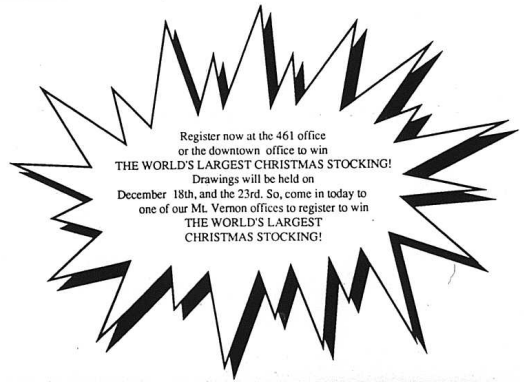 Register now at the 461 office
or the downtown office to win
THE WORLD'S LARGEST CHRISTMAS STOCKING!
Drawings will be held on
December 18th, and the 23rd. So, come in today to
one of our Mt. Vernon offices to register to win
THE WORLD'S LARGEST
CHRISTMAS STOCKING!